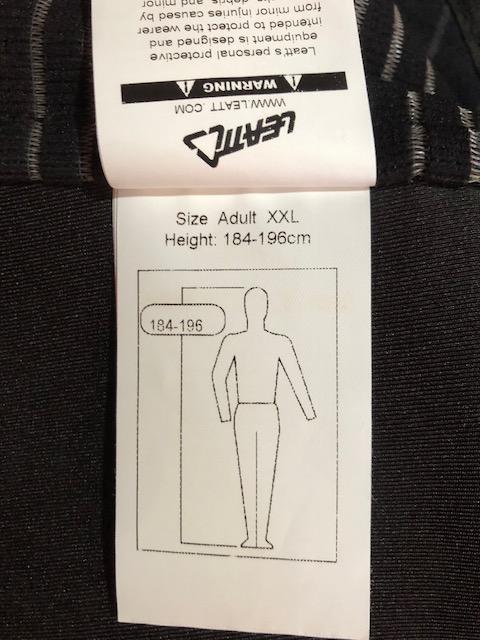 LEATT
WWW.LEATT.COM
WARNING
Leatt's personal protective
equipment is designed and
intended to protect the wearer
from minor injuries caused by
debris, and minor
Size Adult XXL
Height: 184-196cm
184-196